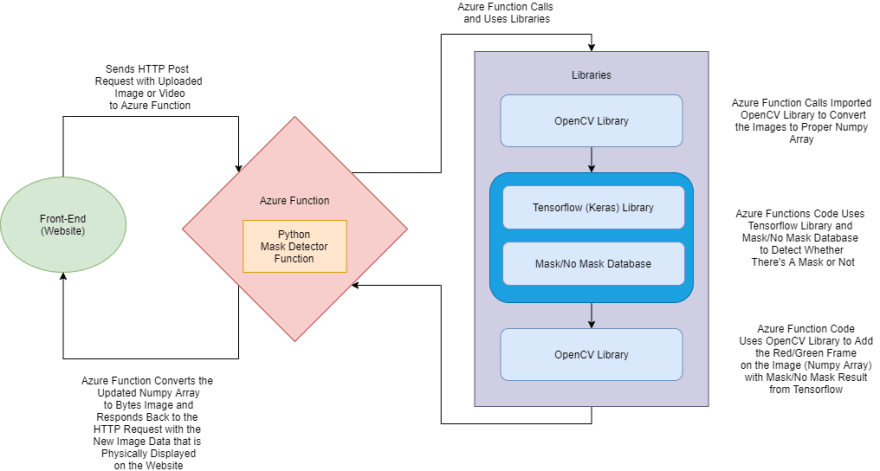 Azure Function Calls
and Uses Libraries
Sends HTTP Post
Request with Uploaded
Image or Video
to Azure Function
Libraries
OpenCV Library
Azure Function Calls Imported
OpenCV Library to Convert
the Images to Proper Numpy
Array
Front-End
(Website)
Azure Function
Python
Mask Detector
Function
Tensorflow (Keras) Library
Mask/No Mask Database
Azure Functions Code Uses
Tensorflow Library and
Mask/No Mask Database
to Detect Whether
There's A Mask or Not
OpenCV Library
Azure Function Code
Uses OpenCV Library to Add
the Red/Green Frame
on the Image (Numpy Array)
with Mask/No Mask Result
from Tensorflow
Azure Function Converts the
Updated Numpy Array
to Bytes Image and
Responds Back to the
HTTP Request with the
New Image Data that is
Physically Displayed
on the Website